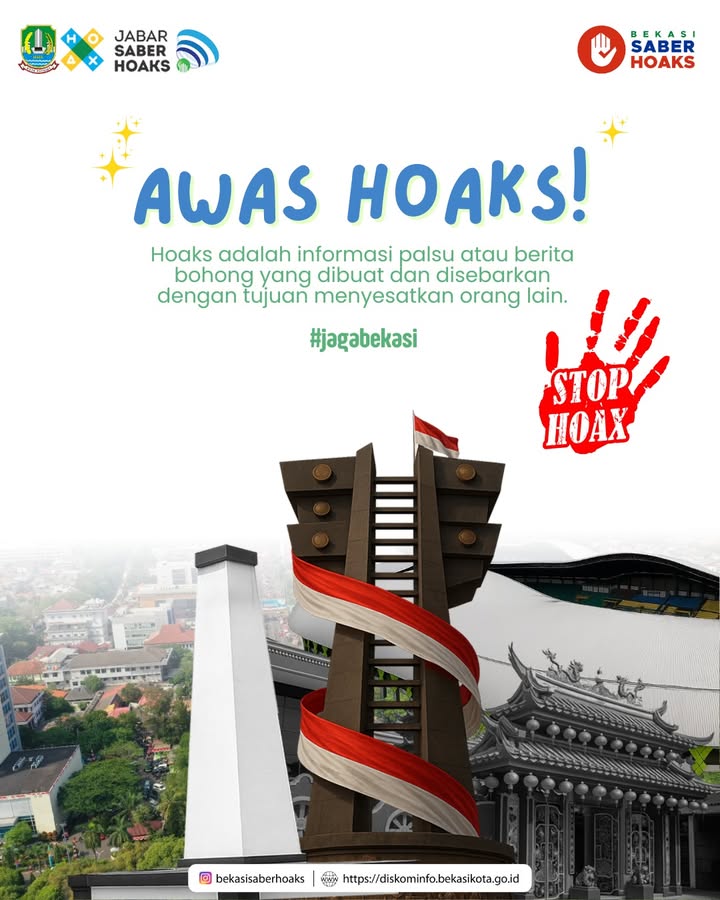 JABAR
SABER
HOAKS
BEKASI
SABER
HOAKS
AWAS HOAKS!
Hoaks adalah informasi palsu atau berita
bohong yang dibuat dan disebarkan
dengan tujuan menyesatkan orang lain.
#jagabekasi
STOP
HOAX
bekasisaberhoaks
https://diskominfo.bekasikota.go.id